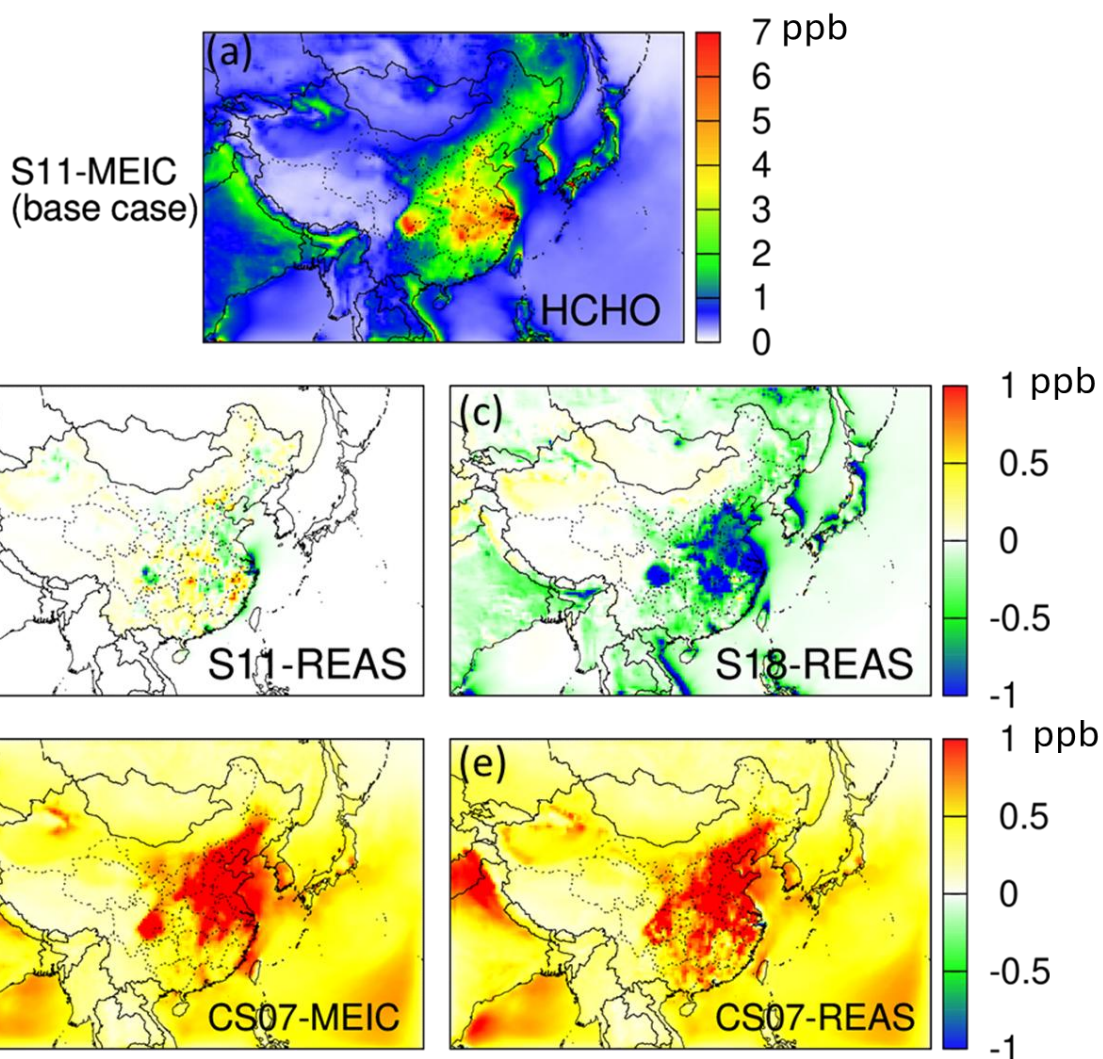 (a)
7 ppb
6
5
4
3
2
1
0
S11-MEIC
(base case)
HCHO
S11-REAS
(c)
S18-REAS
1 ppb
0.5
0
-0.5
-1
CS07-MEIC
(e)
CS07-REAS
1 ppb
0.5
0
-0.5
-1